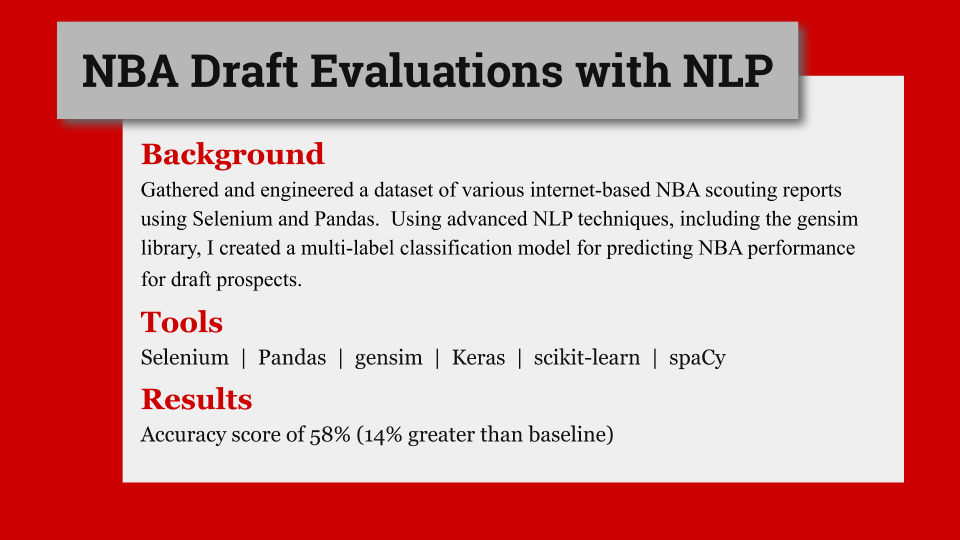 NBA Draft Evaluations with NLP
Background
Gathered and engineered a dataset of various internet-based NBA scouting reports
using Selenium and Pandas.  Using advanced NLP techniques, including the gensim
library, I created a multi-label classification model for predicting NBA performance
for draft prospects.
Tools
Selenium | Pandas | gensim | Keras | scikit-learn | spaCy
Results
Accuracy score of 58% (14% greater than baseline)